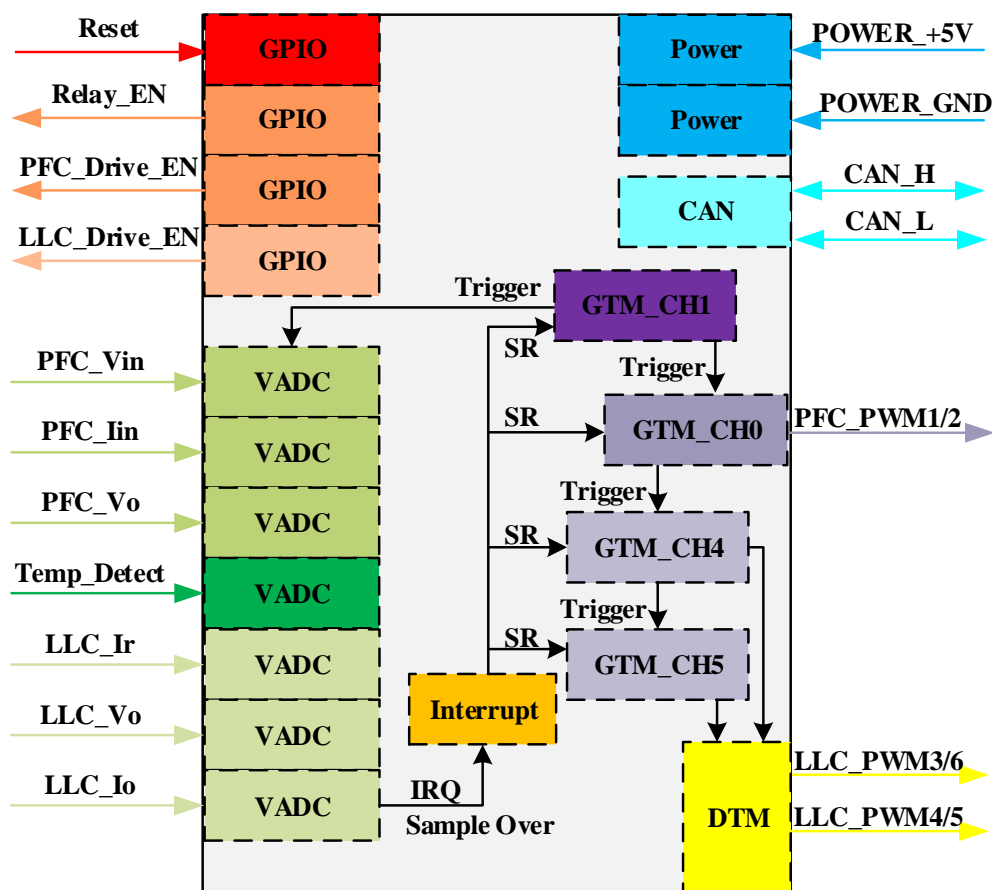 Reset
GPIO
Power
POWER_+5V
Relay_EN
GPIO
Power
POWER_GND
PFC_Drive_EN
GPIO
CAN
CAN_H
CAN_L
LLC_Drive_EN
GPIO
Trigger
GTM_CH1
SR
Trigger
PFC_Vin
VADC
PFC_Iin
VADC
SR
GTM_CH0
PFC_PWM1/2
Trigger
PFC_Vo
VADC
SR
GTM_CH4
Temp_Detect
VADC
Trigger
LLC_Ir
VADC
SR
GTM_CH5
LLC_Vo
VADC
Interrupt
LLC_Io
VADC
IRQ
Sample Over
DTM
LLC_PWM3/6
LLC_PWM4/5